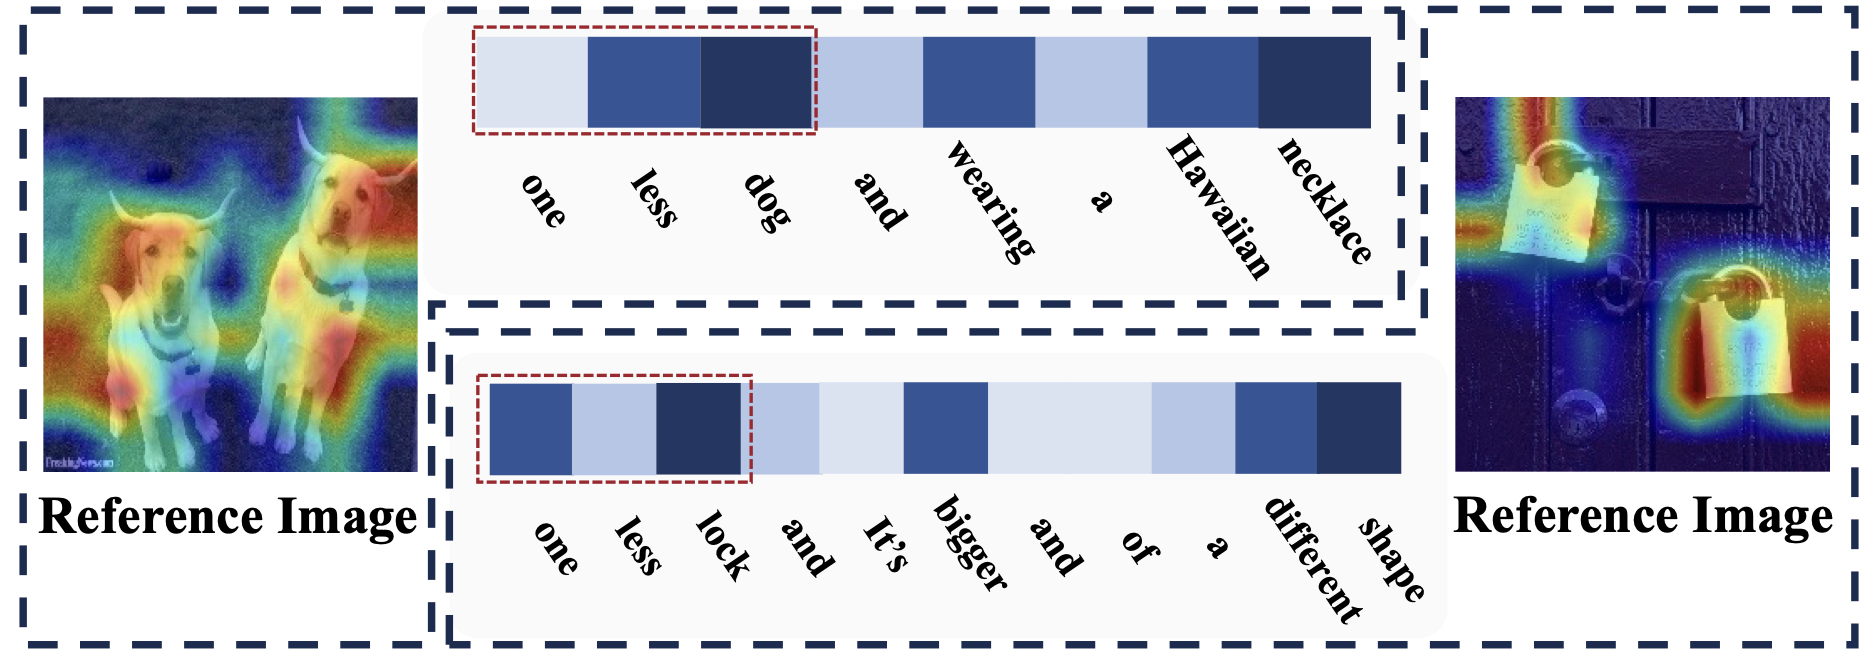 one less dog and wearing a Hawaiian necklace
Reference Image
one less lock and It's bigger and of a different shape
Reference Image